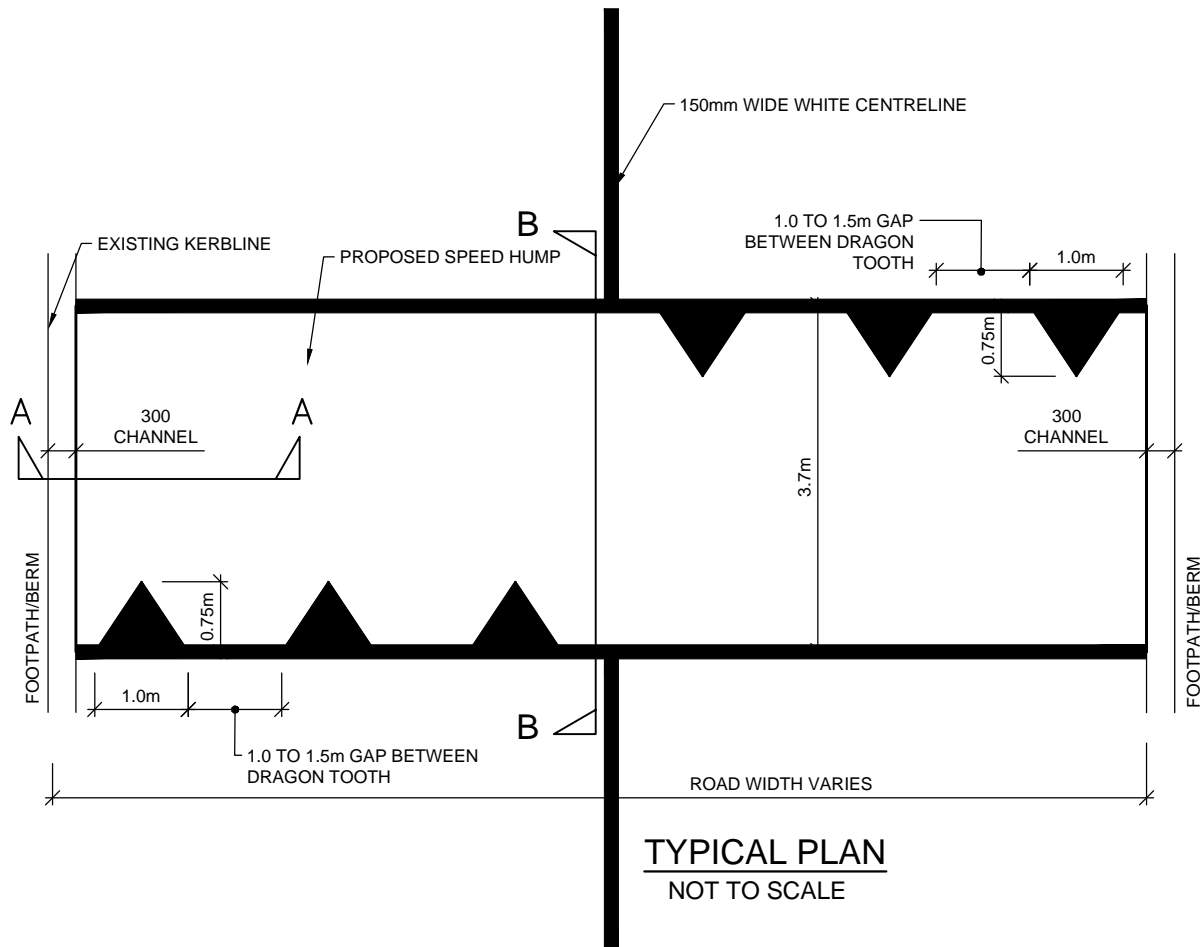 150mm WIDE WHITE CENTRELINE
B
1.0 TO 1.5m GAP
BETWEEN DRAGON
TOOTH
1.0m
EXISTING KERBLINE
PROPOSED SPEED HUMP
0.75m
A
A
300
CHANNEL
300
CHANNEL
3.7m
FOOTPATH/BERM
FOOTPATH/BERM
0.75m
1.0m
B
1.0 TO 1.5m GAP BETWEEN
DRAGON TOOTH
ROAD WIDTH VARIES
TYPICAL PLAN
NOT TO SCALE